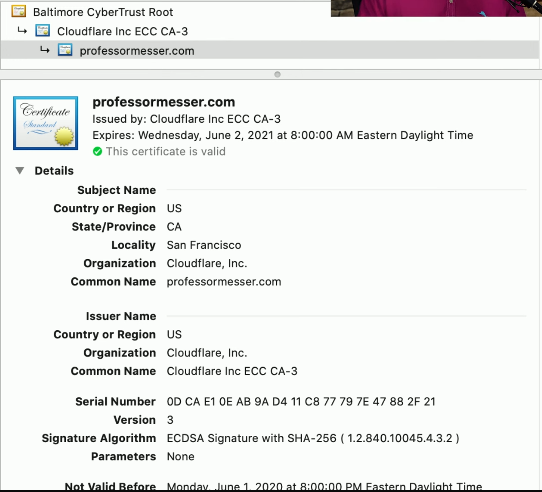 Baltimore CyberTrust Root
Cloudflare Inc ECC CA-3
professormesser.com
Certificate
Standard
professormesser.com
Issued by: Cloudflare Inc ECC CA-3
Expires: Wednesday, June 2, 2021 at 8:00:00 AM Eastern Daylight Time
This certificate is valid
Details
Subject Name
Country or Region US
State/Province CA
Locality San Francisco
Organization Cloudflare, Inc.
Common Name professormesser.com
Issuer Name
Country or Region US
Organization Cloudflare, Inc.
Common Name Cloudflare Inc ECC CA-3
Serial Number 0D CA E1 0E AB 9A D4 11 C8 77 79 7E 47 88 2F 21
Version 3
Signature Algorithm ECDSA Signature with SHA-256 ( 1.2.840.10045.4.3.2 )
Parameters None
Not Valid Before Monday, June 1, 2020 at 8:00:00 PM Eastern Daylight Time